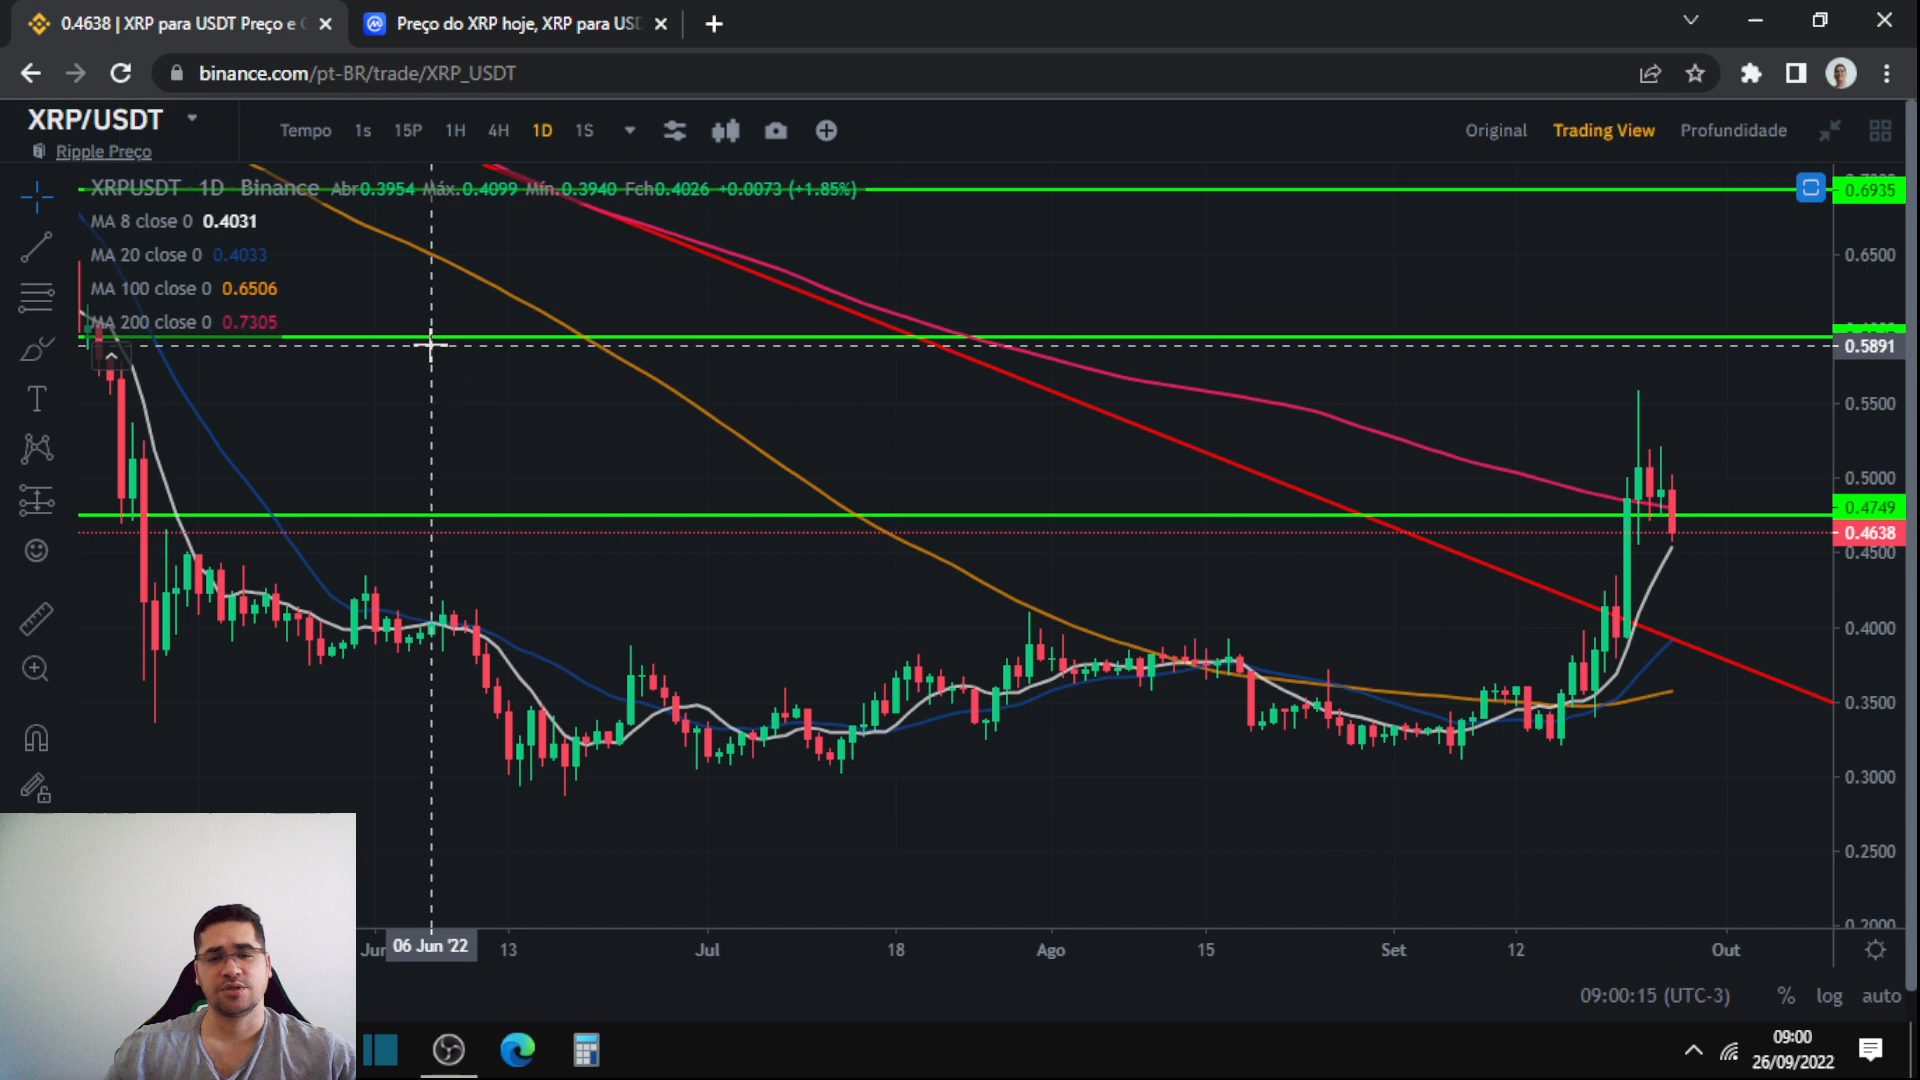 0.4638 | XRP para USDT Preço e
Preço do XRP hoje, XRP para USD
binance.com/pt-BR/trade/XRP_USDT
XRP/USDT
Ripple Preço
Tempo 1s 15P 1H 4H 1D 1S
Original Trading View Profundidade
XRPUSDT · 1D · Binance Abr0.3954 Máx.0.4099 Mín.0.3940 Fch0.4026 +0.0073 (+1.85%)
MA 8 close 0 0.4031
MA 20 close 0 0.4033
MA 100 close 0 0.6506
MA 200 close 0 0.7305
0.6935
0.6500
0.5891
0.5500
0.5000
0.4749
0.4638
0.4500
0.4000
0.3500
0.3000
0.2500
0.2000
Jun 06 Jun '22 13 Jul 18 Ago 15 Set 12 Out
09:00:15 (UTC-3) % log auto
09:00
26/09/2022